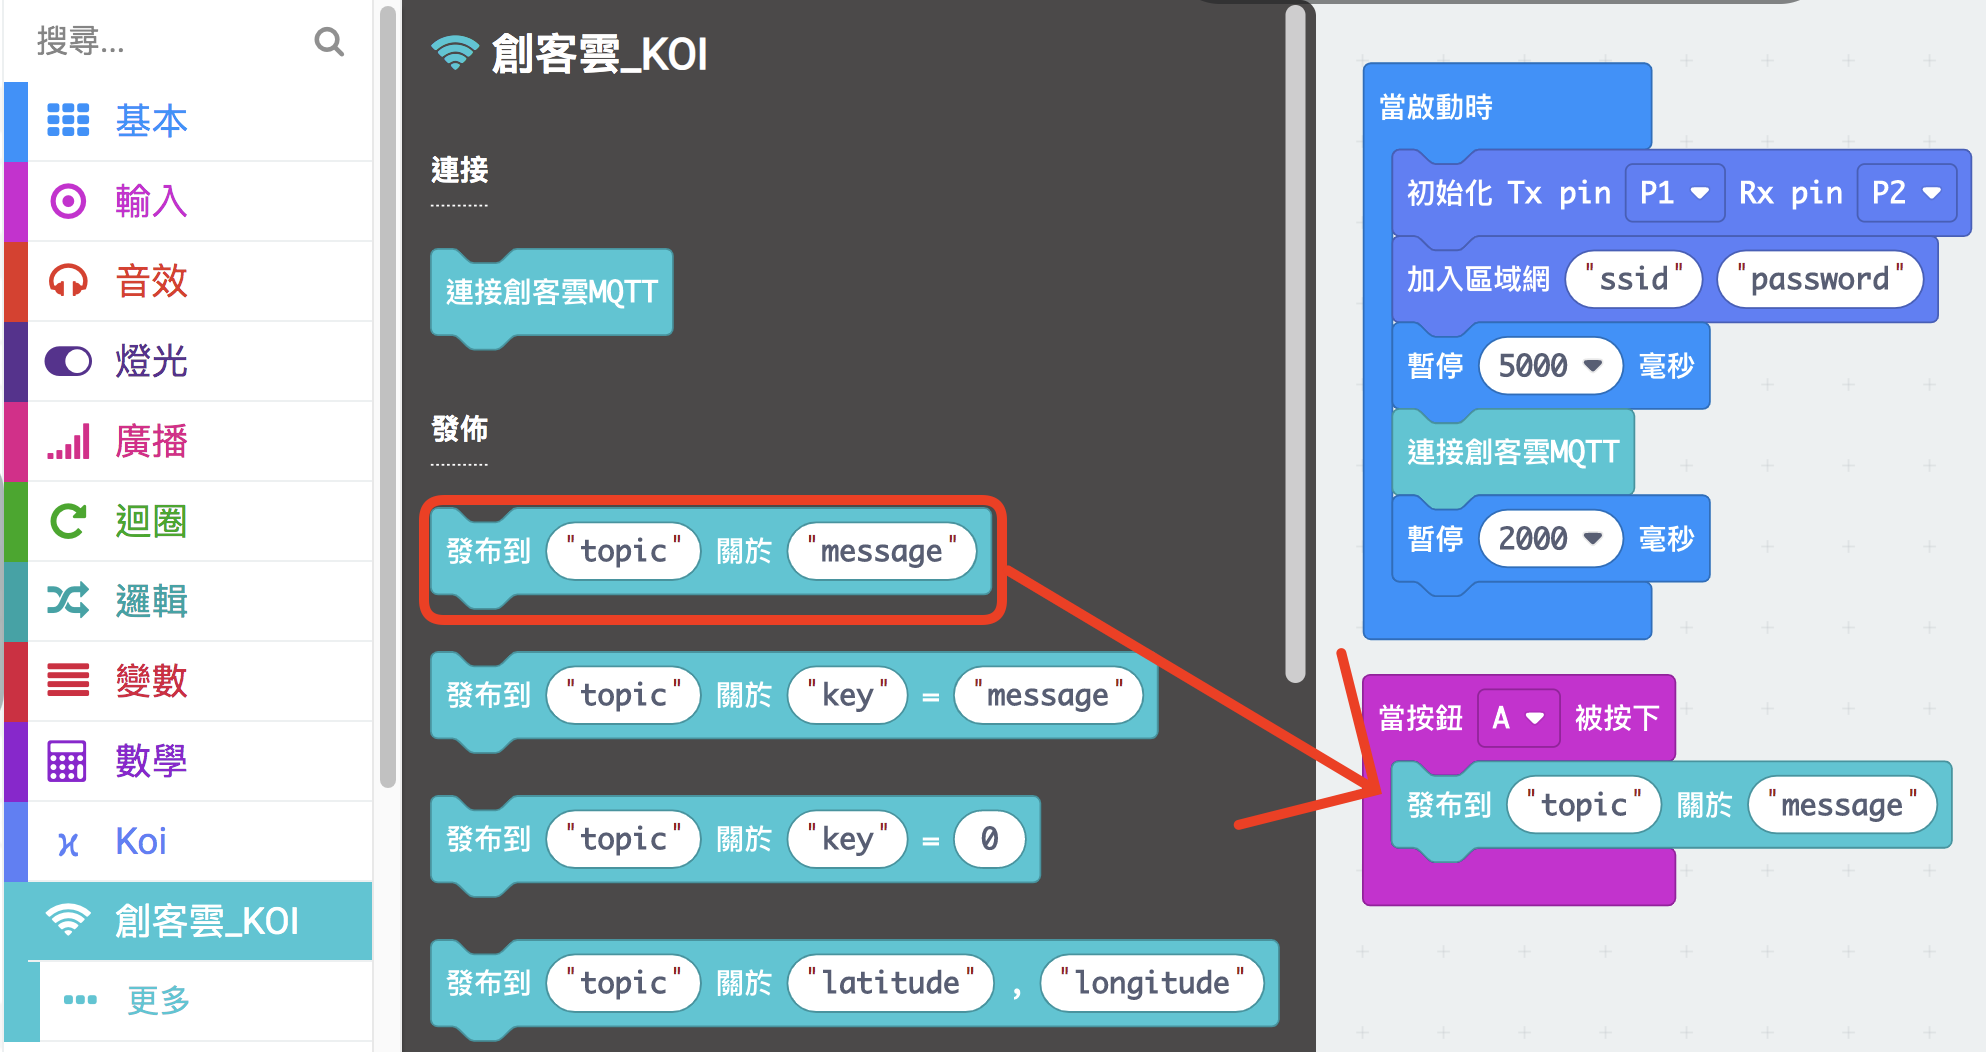 搜尋...
基本
輸入
音效
燈光
廣播
迴圈
邏輯
變數
數學
Koi
創客雲_KOI
更多
創客雲_KOI
連接
連接創客雲MQTT
發佈
發布到 "topic" 關於 "message"
發布到 "topic" 關於 "key" = "message"
發布到 "topic" 關於 "key" = 0
發布到 "topic" 關於 "latitude" , "longitude"
當啟動時
初始化 Tx pin P1 Rx pin P2
加入區域網 "ssid" "password"
暫停 5000 毫秒
連接創客雲MQTT
暫停 2000 毫秒
當按鈕 A 被按下
發布到 "topic" 關於 "message"